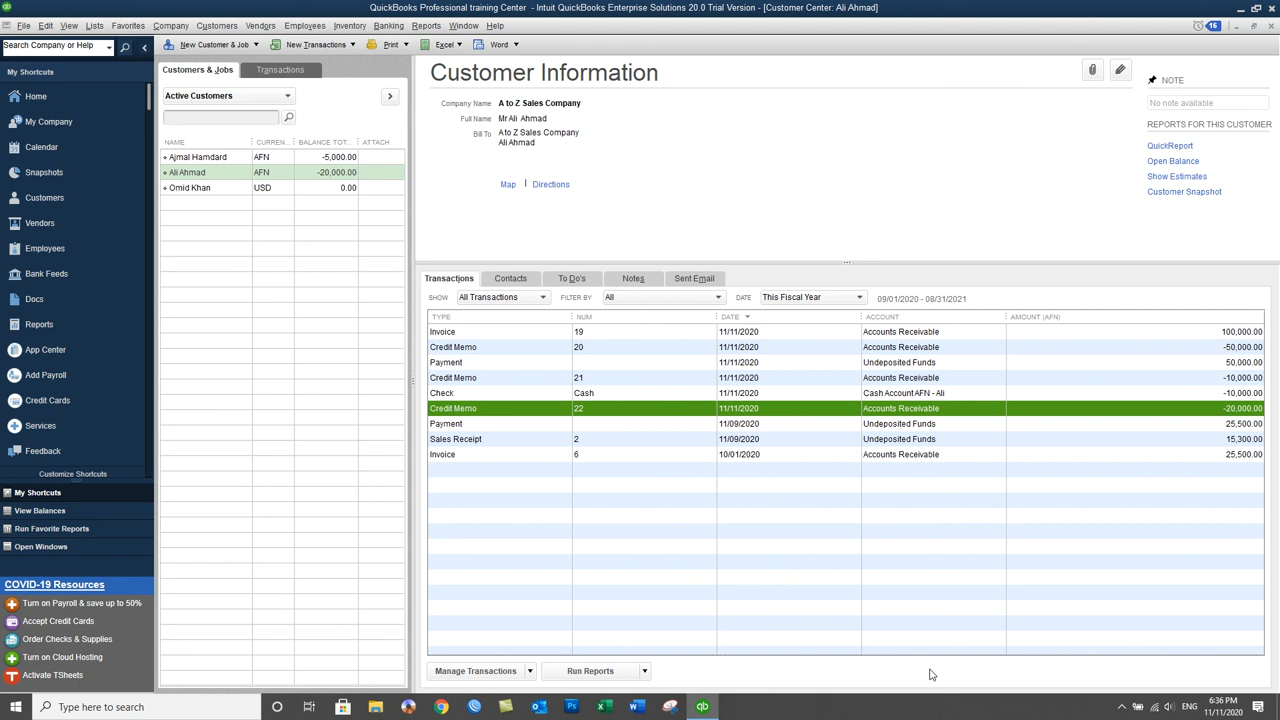 QuickBooks Professional training Center - Intuit QuickBooks Enterprise Solutions 20.0 Trial Version - [Customer Center: Ali Ahmad]
File Edit View Lists Favorites Company Customers Vendors Employees Inventory Banking Reports Window Help 16
Search Company or Help
New Customer & Job New Transactions Print Excel Word
My Shortcuts
Home
My Company
Calendar
Snapshots
Customers
Vendors
Employees
Bank Feeds
Docs
Reports
App Center
Add Payroll
Credit Cards
Services
Feedback
Customize Shortcuts
My Shortcuts
View Balances
Run Favorite Reports
Open Windows
COVID-19 Resources
Turn on Payroll & save up to 50%
Accept Credit Cards
Order Checks & Supplies
Turn on Cloud Hosting
Activate TSheets
Customers & Jobs Transactions
Active Customers
NAME CURREN... BALANCE TOT... ATTACH
Ajmal Hamdard AFN -5,000.00
Ali Ahmad AFN -20,000.00
Omid Khan USD 0.00
Customer Information
Company Name A to Z Sales Company
Full Name Mr Ali Ahmad
Bill To A to Z Sales Company
Ali Ahmad
Map Directions
NOTE
No note available
REPORTS FOR THIS CUSTOMER
QuickReport
Open Balance
Show Estimates
Customer Snapshot
Transactions Contacts To Do's Notes Sent Email
SHOW All Transactions FILTER BY All DATE This Fiscal Year 09/01/2020 - 08/31/2021
TYPE NUM DATE ACCOUNT AMOUNT (AFN)
Invoice 19 11/11/2020 Accounts Receivable 100,000.00
Credit Memo 20 11/11/2020 Accounts Receivable -50,000.00
Payment 11/11/2020 Undeposited Funds 50,000.00
Credit Memo 21 11/11/2020 Accounts Receivable -10,000.00
Check Cash 11/11/2020 Cash Account AFN - Ali -10,000.00
Credit Memo 22 11/11/2020 Accounts Receivable -20,000.00
Payment 11/09/2020 Undeposited Funds 25,500.00
Sales Receipt 2 11/09/2020 Undeposited Funds 15,300.00
Invoice 6 10/01/2020 Accounts Receivable 25,500.00
Manage Transactions Run Reports
Type here to search
ENG
6:36 PM
11/11/2020